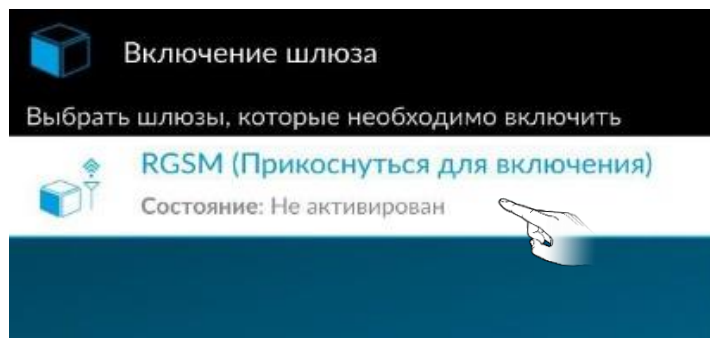 Включение шлюза
Выбрать шлюзы, которые необходимо включить
RGSM (Прикоснуться для включения)
Состояние: Не активирован